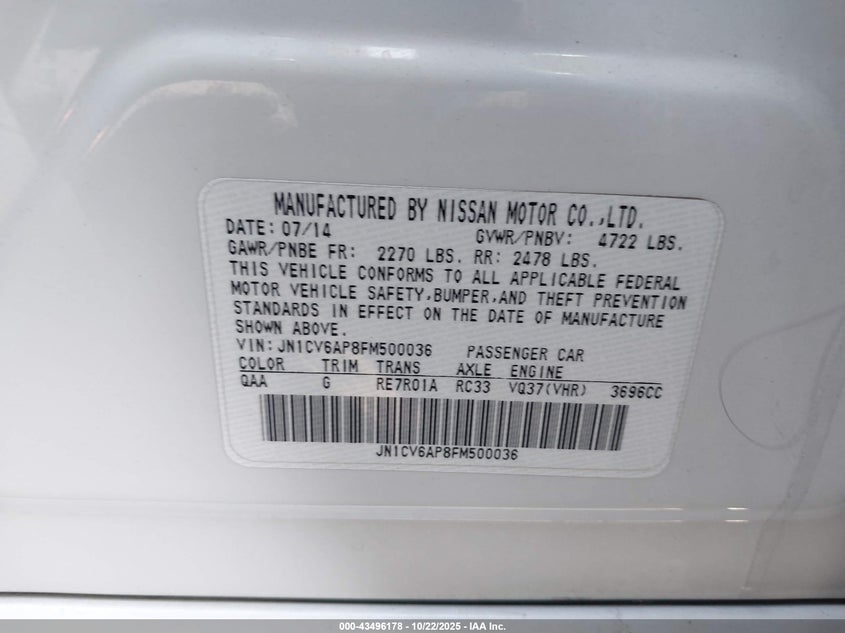 MANUFACTURED BY NISSAN MOTOR CO.,LTD.
DATE: 07/14 GVWR/PNBV: 4722 LBS.
GAWR/PNBE FR: 2270 LBS. RR: 2478 LBS.
THIS VEHICLE CONFORMS TO ALL APPLICABLE FEDERAL
MOTOR VEHICLE SAFETY,BUMPER,AND THEFT PREVENTION
STANDARDS IN EFFECT ON THE DATE OF MANUFACTURE
SHOWN ABOVE.
VIN: JN1CV6AP8FM500036 PASSENGER CAR
COLOR TRIM TRANS AXLE ENGINE
QAA G RE7R01A RC33 VQ37(VHR) 3696CC
JN1CV6AP8FM500036
000-43496178 - 10/22/2025 - IAA Inc.